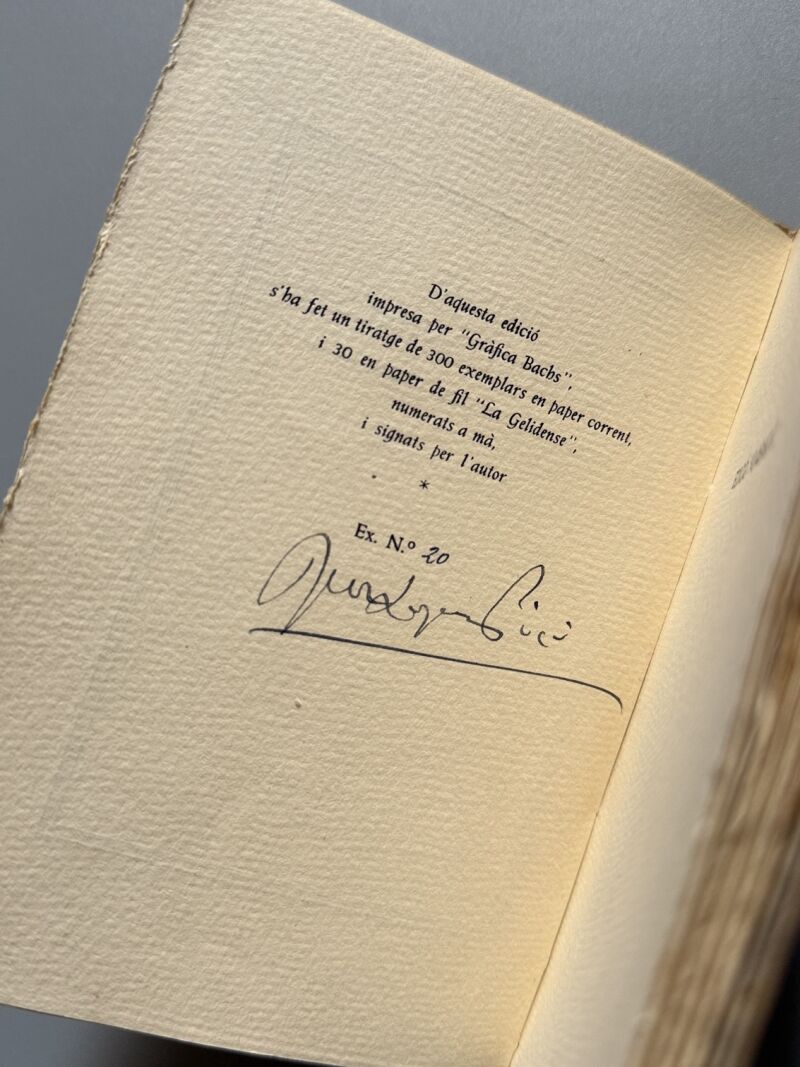 D'aquesta edició
impresa per "Gràfica Bachs",
s'ha fet un tiratge de 300 exemplars en paper corrent,
i 30 en paper de fil "La Gelidense",
numerats a mà,
i signats per l'autor
*
Ex. N.º 20